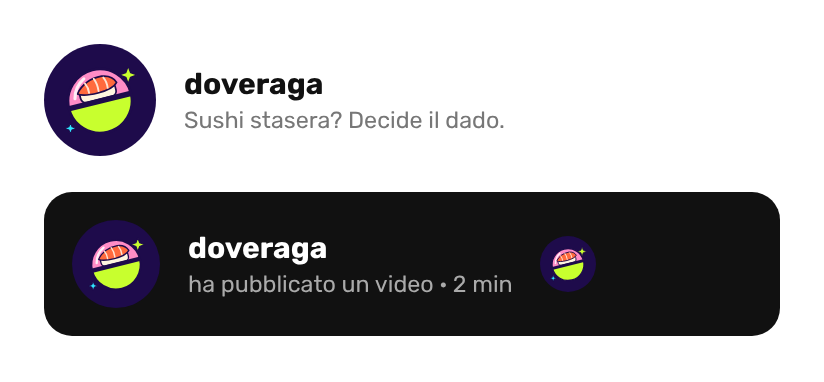 doveraga
Sushi stasera? Decide il dado.
doveraga
ha pubblicato un video • 2 min